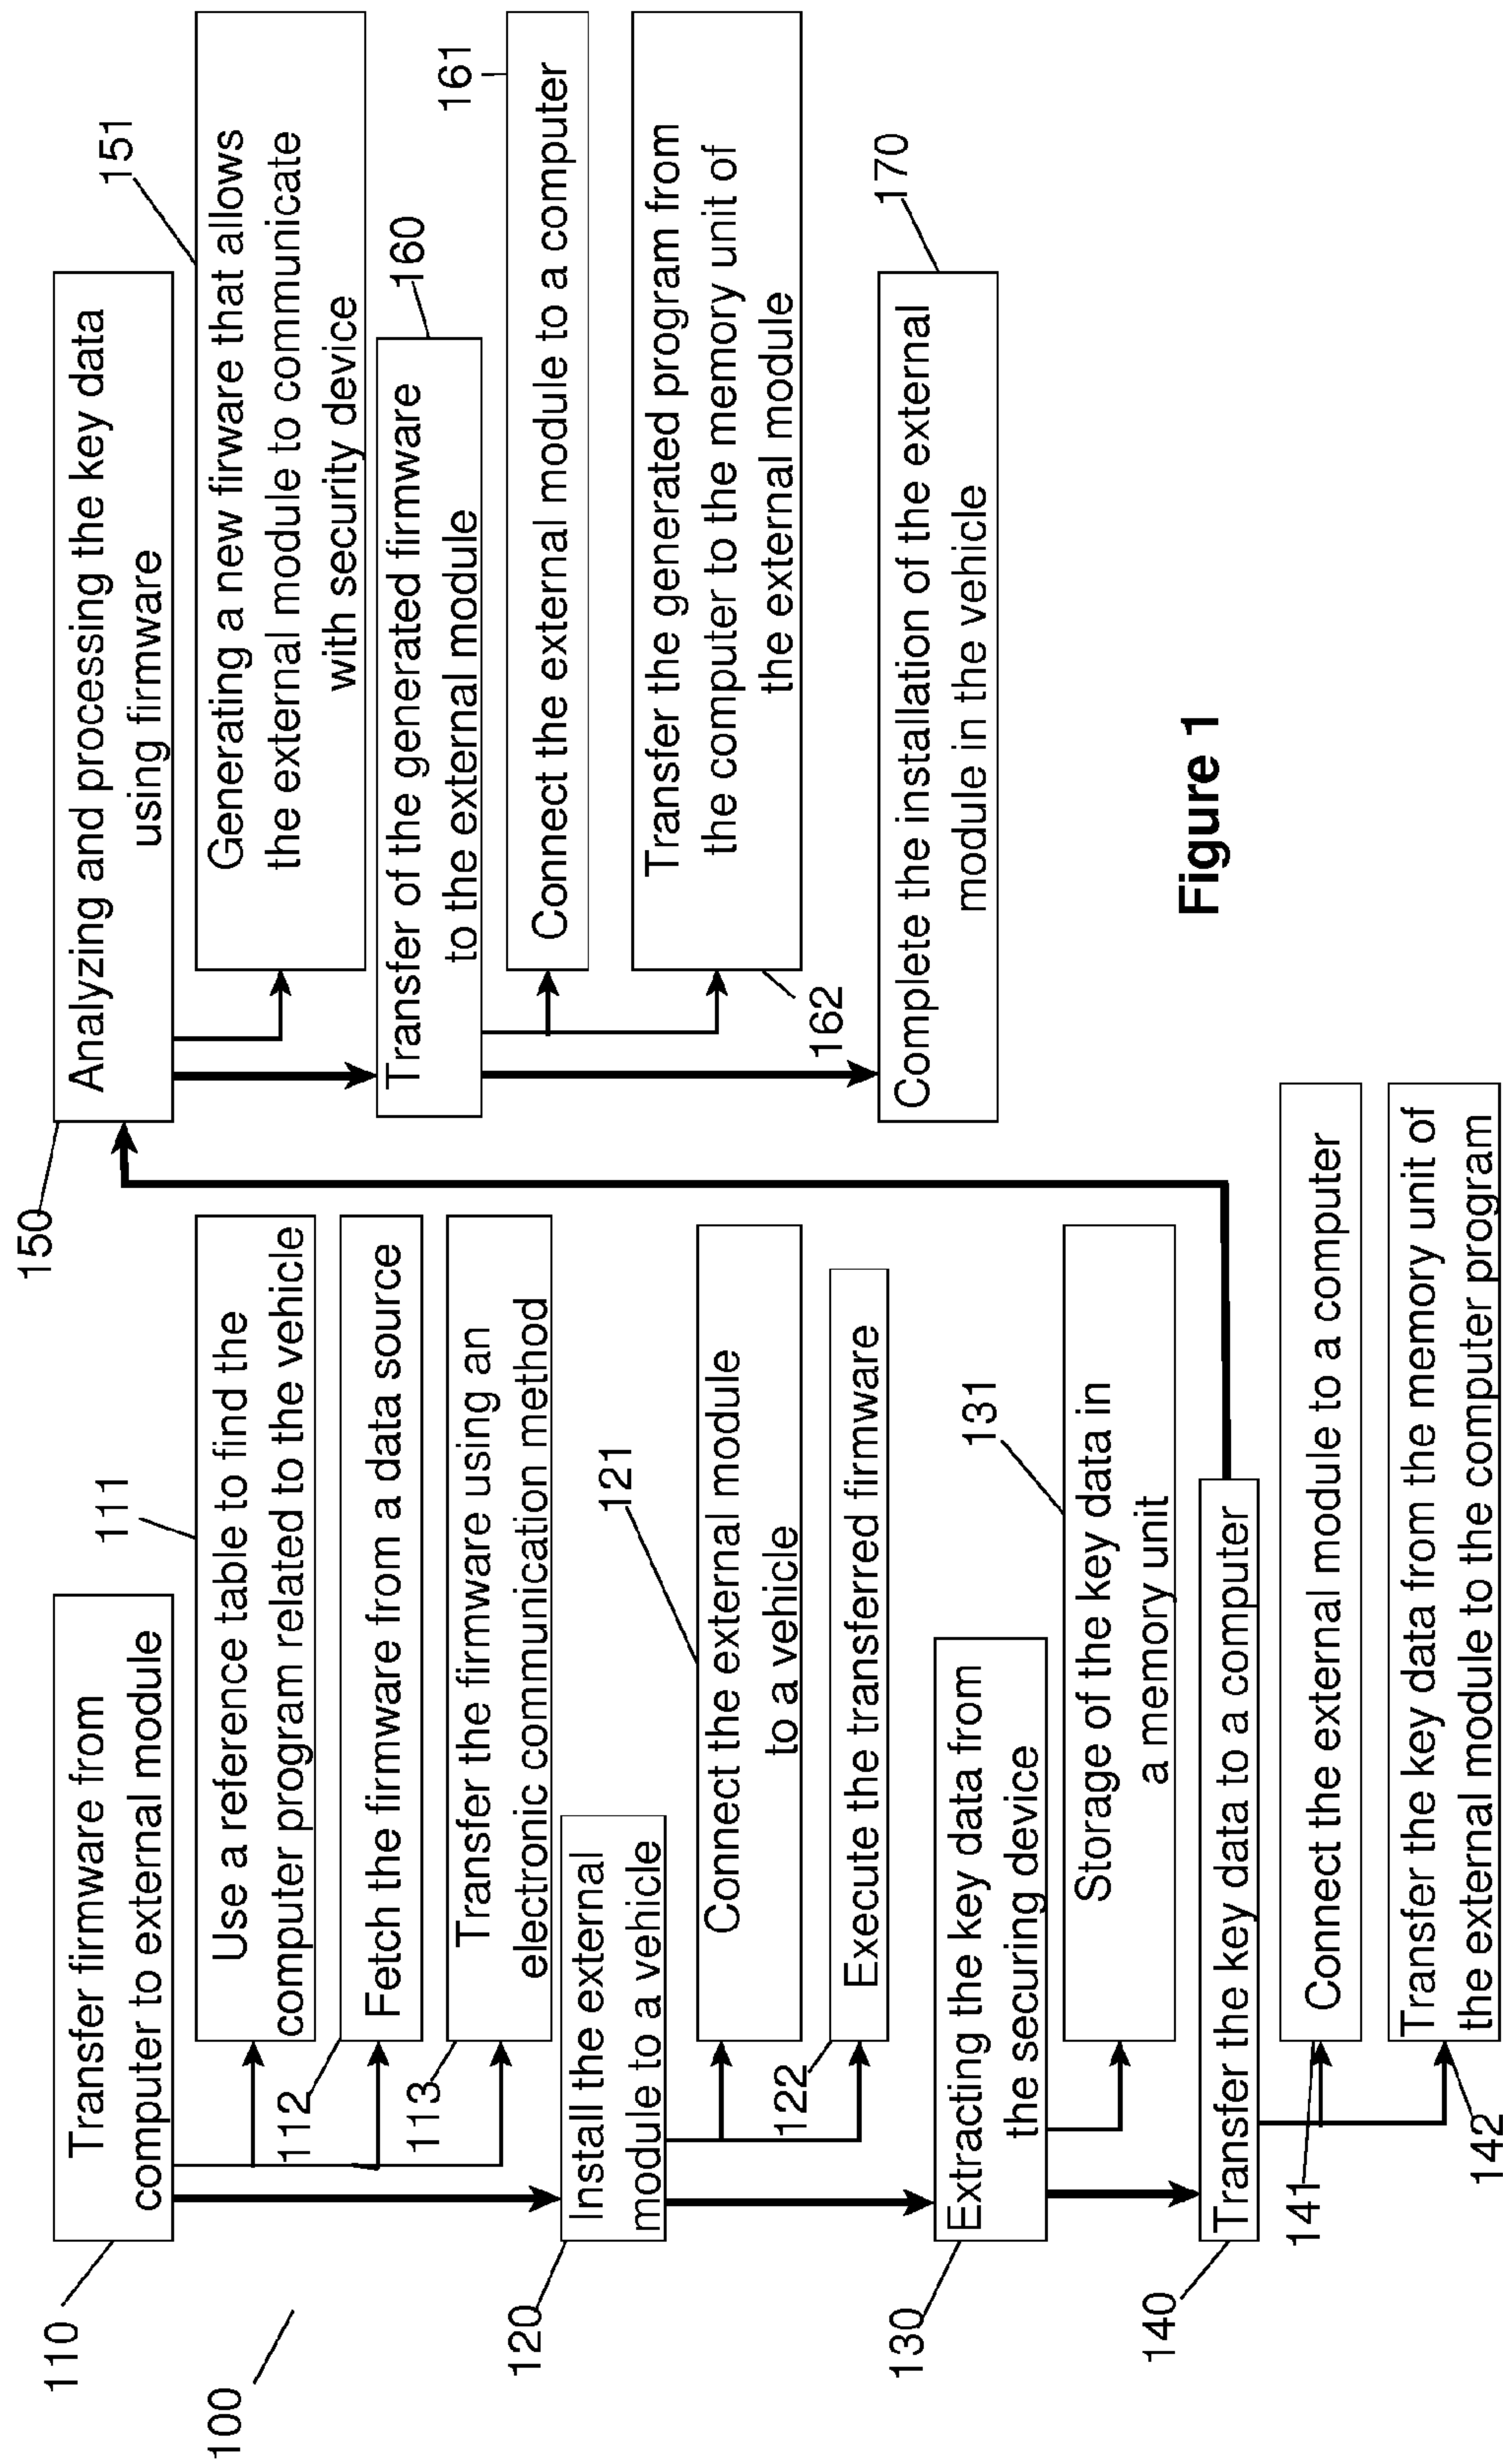 100
110
Transfer firmware from
computer to external module
111
Use a reference table to find the
computer program related to the vehicle
112
Fetch the firmware from a data source
113
Transfer the firmware using an
electronic communication method
120
Install the external
module to a vehicle
121
Connect the external module
to a vehicle
122
Execute the transferred firmware
130
Extracting the key data from
the securing device
131
Storage of the key data in
a memory unit
140
Transfer the key data to a computer
141
Connect the external module to a computer
142
Transfer the key data from the memory unit of
the external module to the computer program
150
Analyzing and processing the key data
using firmware
151
Generating a new firware that allows
the external module to communicate
with security device
160
Transfer of the generated firmware
to the external module
161
Connect the external module to a computer
162
Transfer the generated program from
the computer to the memory unit of
the external module
170
Complete the installation of the external
module in the vehicle
Figure 1